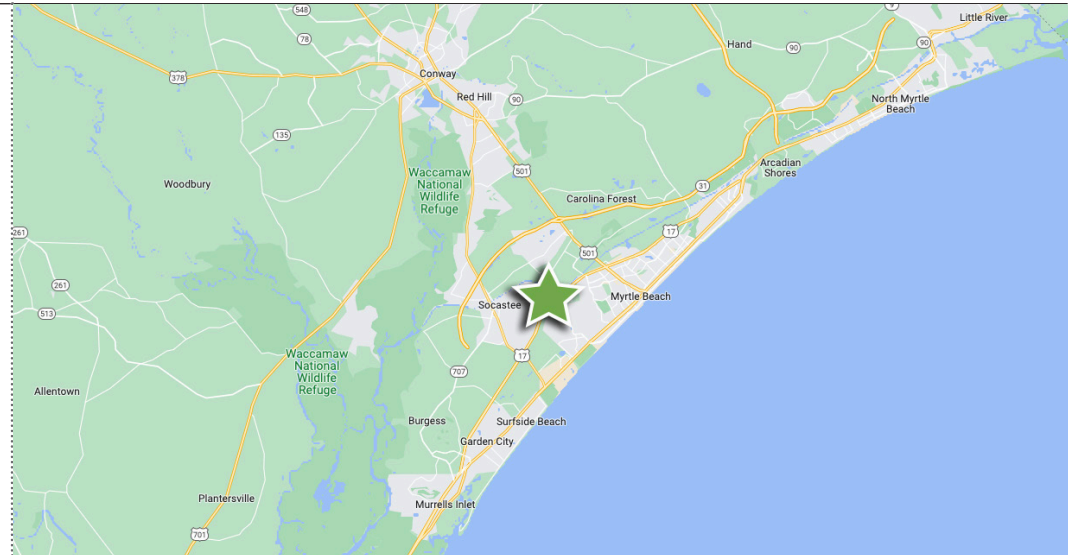 548
9
Little River
78
Hand
90
90
378
Conway
Red Hill
90
North Myrtle
Beach
135
Arcadian
Shores
Waccamaw
National
Wildlife
Refuge
501
Woodbury
31
Carolina Forest
261
17
501
261
Socastee
Myrtle Beach
513
Waccamaw
National
Wildlife
Refuge
17
707
Allentown
Burgess
Surfside Beach
Garden City
Plantersville
Murrells Inlet
701